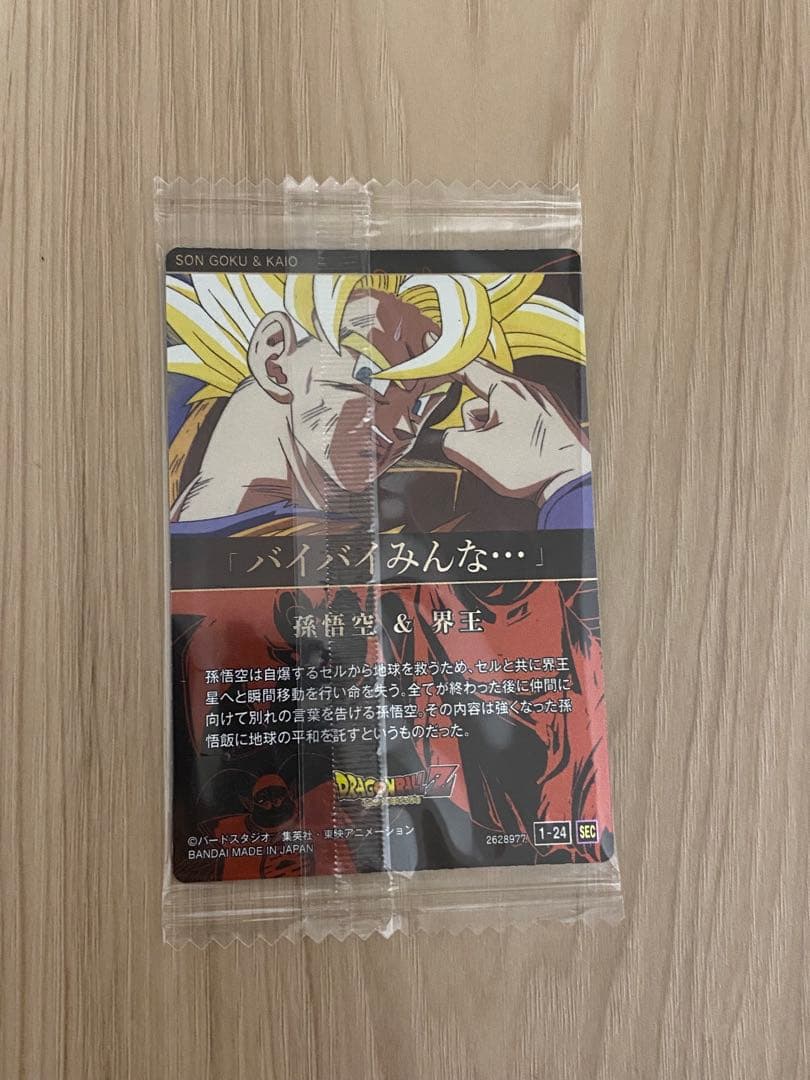 SON GOKU & KAIO
「バイバイみんな…」
孫悟空 & 界王
孫悟空は自爆するセルから地球を救うため、セルと共に界王
星へと瞬間移動を行い命を失う。全てが終わった後に仲間に
向けて別れの言葉を告げる孫悟空。その内容は強くなった孫
悟飯に地球の平和を託すというものだった。
DRAGONBALL Z
©バードスタジオ/集英社・東映アニメーション
BANDAI MADE IN JAPAN
2628977 1-24 SEC